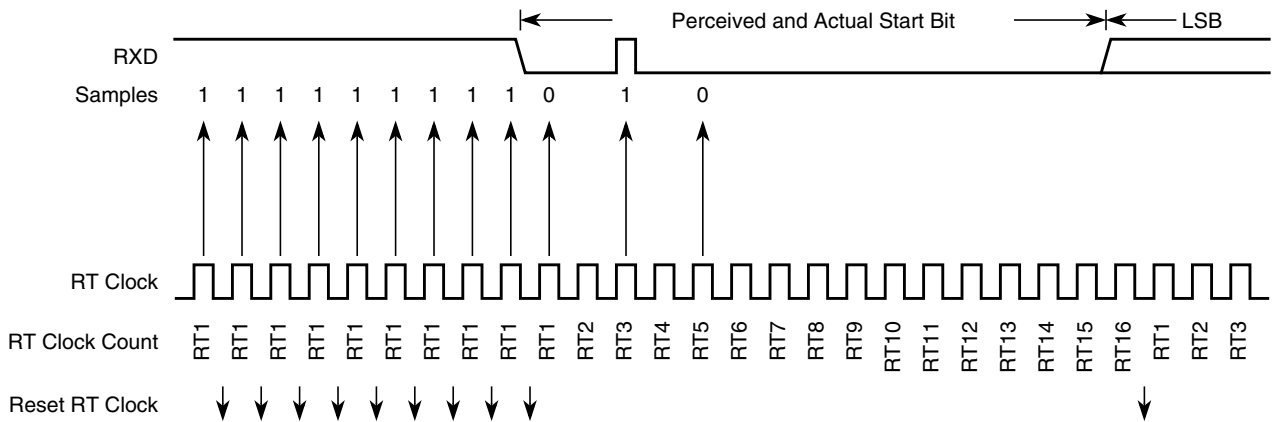 Perceived and Actual Start Bit LSB
RXD
Samples 1 1 1 1 1 1 1 1 1 0 1 0
RT Clock
RT Clock Count RT1 RT1 RT1 RT1 RT1 RT1 RT1 RT1 RT1 RT1 RT2 RT3 RT4 RT5 RT6 RT7 RT8 RT9 RT10 RT11 RT12 RT13 RT14 RT15 RT16 RT1 RT2 RT3
Reset RT Clock